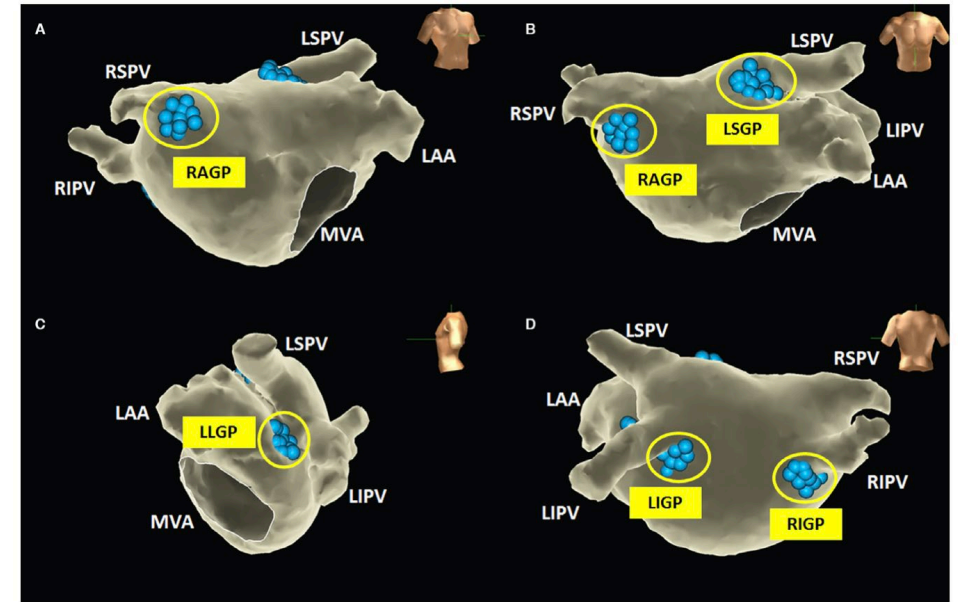 A
LSPV
RSPV
RAGP
RIPV
LAA
MVA
B
LSPV
RSPV
LSGP
LIPV
RAGP
LAA
MVA
C
LSPV
LAA
LLGP
LIPV
MVA
D
LSPV
RSPV
LAA
RIPV
LIGP
LIPV
RIGP